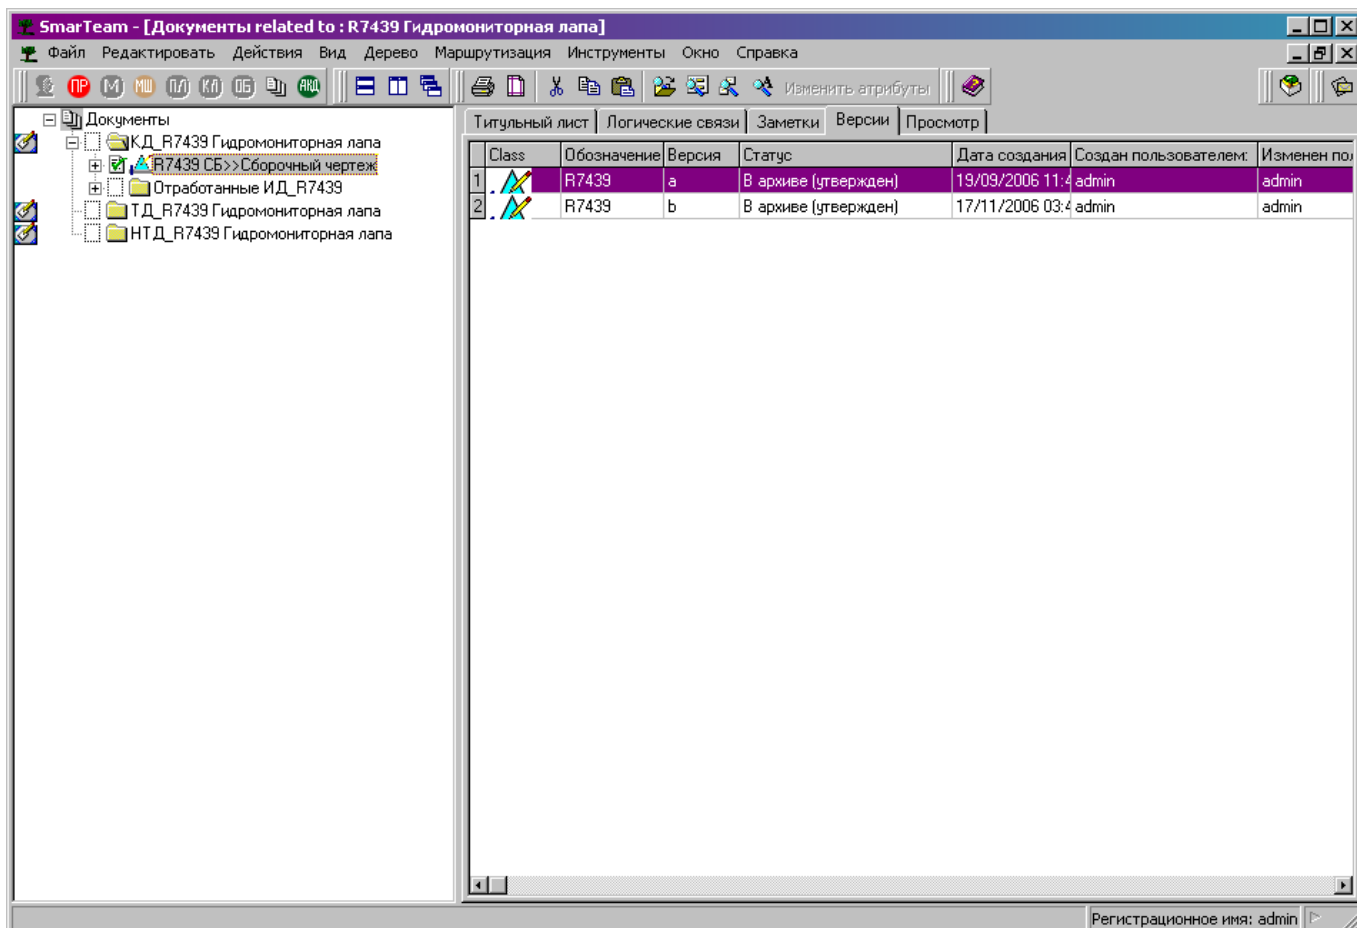 SmarTeam - [Документы related to : R7439 Гидромониторная лапа]
Файл Редактировать Действия Вид Дерево Маршрутизация Инструменты Окно Справка
ПР М МШ ПЛ КЛ ОБ Изменить атрибуты
Документы
КД_R7439 Гидромониторная лапа
R7439 СБ>>Сборочный чертеж
Отработанные ИД_R7439
ТД_R7439 Гидромониторная лапа
НТД_R7439 Гидромониторная лапа
Титульный лист Логические связи Заметки Версии Просмотр
Class Обозначение Версия Статус Дата создания Создан пользователем: Изменен пол
1 R7439 a В архиве (утвержден) 19/09/2006 11:4 admin admin
2 R7439 b В архиве (утвержден) 17/11/2006 03:4 admin admin
Регистрационное имя: admin